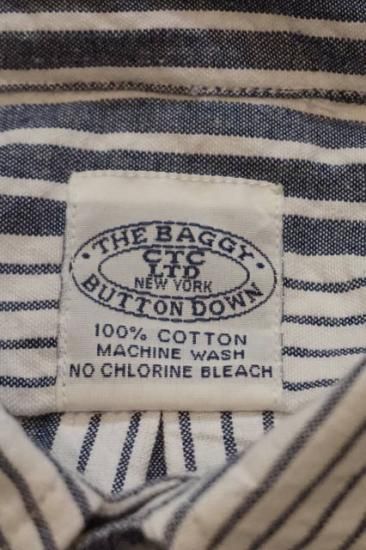 · THE BAGGY ·
CTC
LTD
NEW YORK
BUTTON DOWN
100% COTTON
MACHINE WASH
NO CHLORINE BLEACH